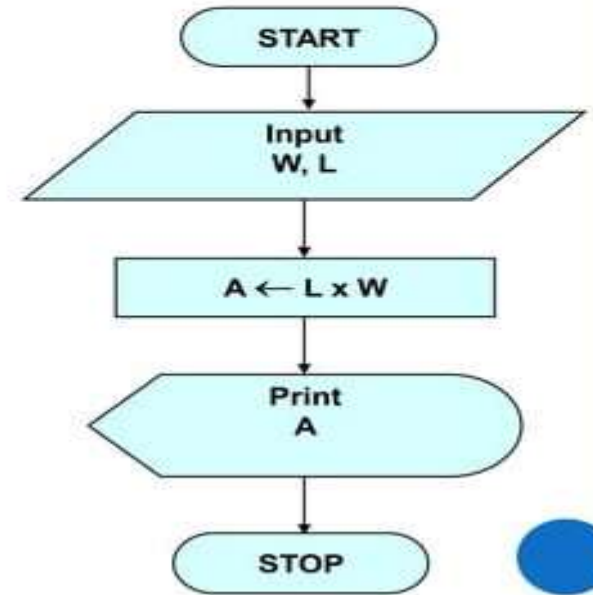 START
Input
W, L
A ← L x W
Print
A
STOP